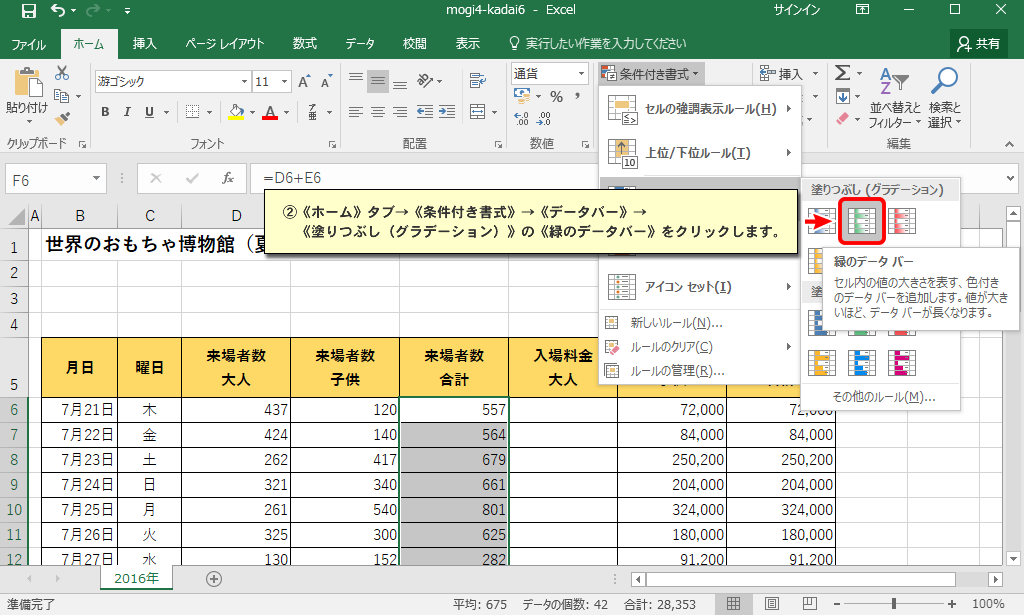 mogi4-kadai6 - Excel
サインイン
ファイル
ホーム
挿入
ページ レイアウト
数式
データ
校閲
表示
実行したい作業を入力してください
共有
貼り付け
クリップボード
游ゴシック
11
B I U
フォント
配置
通貨
%
数値
条件付き書式
挿入
並べ替えと
フィルター
検索と
選択
編集
F6
fx
=D6+E6
セルの強調表示ルール(H)
上位/下位ルール(T)
10
アイコン セット(I)
新しいルール(N)...
ルールのクリア(C)
ルールの管理(R)...
塗りつぶし (グラデーション)
緑のデータ バー
セル内の値の大きさを表す、色付き
のデータ バーを追加します。値が大き
いほど、データ バーが長くなります。
その他のルール(M)...
②《ホーム》タブ→《条件付き書式》→《データバー》→
《塗りつぶし（グラデーション）》の《緑のデータバー》をクリックします。
A B C D
1 世界のおもちゃ博物館（夏
2
3
4
5 月日 曜日 来場者数 大人 来場者数 子供 来場者数 合計 入場料金 大人
6 7月21日 木 437 120 557 72,000
7 7月22日 金 424 140 564 84,000 84,000
8 7月23日 土 262 417 679 250,200 250,200
9 7月24日 日 321 340 661 204,000 204,000
10 7月25日 月 261 540 801 324,000 324,000
11 7月26日 火 325 300 625 180,000 180,000
12 7月27日 水 130 152 282 91,200 91,200
2016年
準備完了
平均: 675 データの個数: 42 合計: 28,353
100%